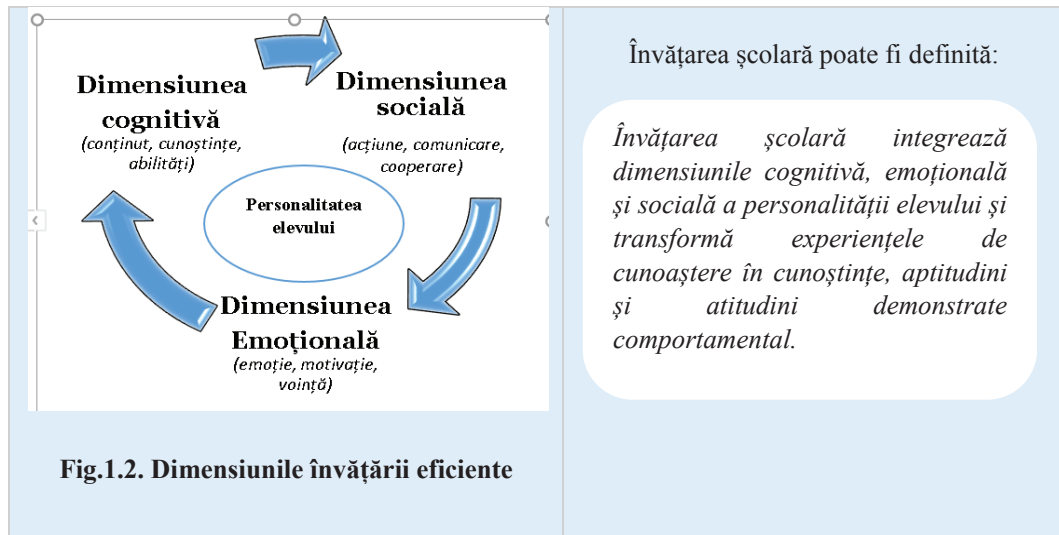 Dimensiunea
cognitivă
(conținut, cunoștințe,
abilități)
Dimensiunea
socială
(acțiune, comunicare,
cooperare)
Personalitatea
elevului
Dimensiunea
Emoțională
(emoție, motivație,
voință)
Fig.1.2. Dimensiunile învățării eficiente
Învățarea școlară poate fi definită:
Învățarea școlară integrează
dimensiunile cognitivă, emoțională
și socială a personalității elevului și
transformă experiențele de
cunoaștere în cunoștințe, aptitudini
și atitudini demonstrate
comportamental.